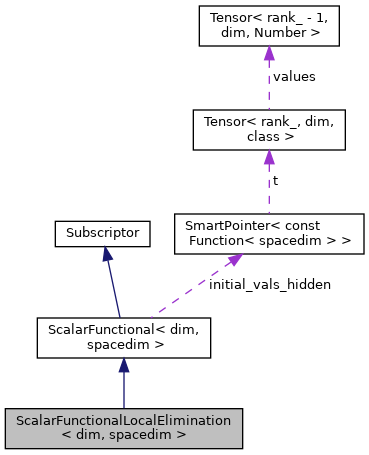 Tensor< rank_ - 1,
dim, Number >
values
Tensor< rank_, dim,
class >
t
SmartPointer< const
Function< spacedim > >
Subscriptor
initial_vals_hidden
ScalarFunctional< dim,
spacedim >
ScalarFunctionalLocalElimination
< dim, spacedim >